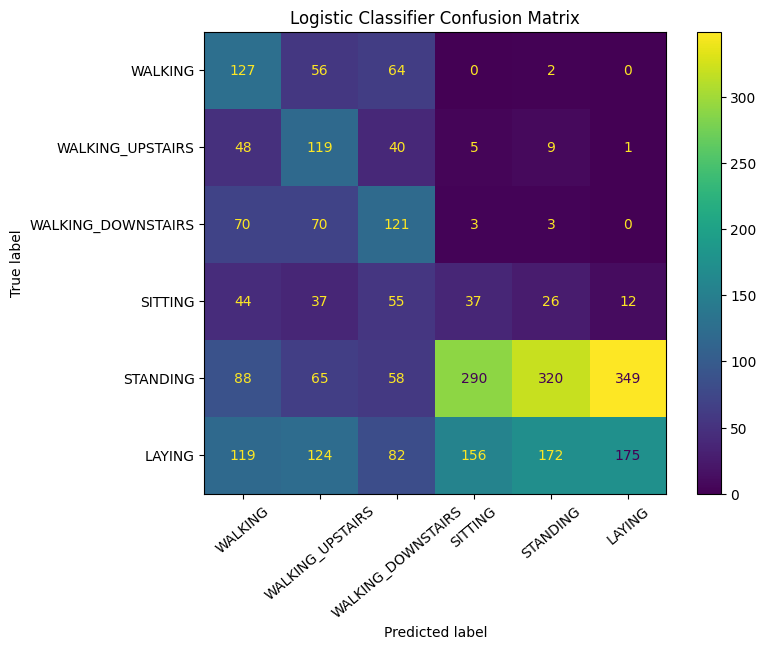 Logistic Classifier Confusion Matrix
True label
WALKING 127 56 64 0 2 0
WALKING_UPSTAIRS 48 119 40 5 9 1
WALKING_DOWNSTAIRS 70 70 121 3 3 0
SITTING 44 37 55 37 26 12
STANDING 88 65 58 290 320 349
LAYING 119 124 82 156 172 175
WALKING WALKING_UPSTAIRS WALKING_DOWNSTAIRS SITTING STANDING LAYING
Predicted label
300
250
200
150
100
50
0